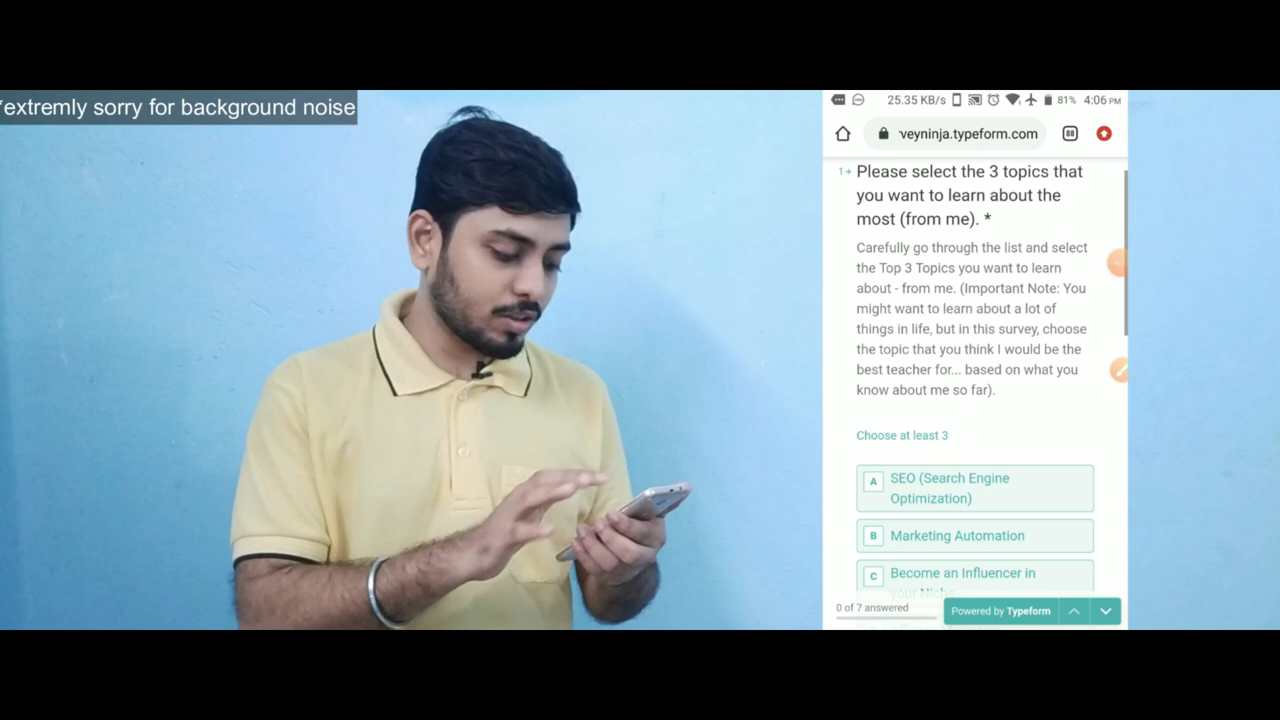 *extremly sorry for background noise
25.35 KB/s 81% 4:06 PM
veyninja.typeform.com 88
1 Please select the 3 topics that
you want to learn about the
most (from me). *
Carefully go through the list and select
the Top 3 Topics you want to learn
about - from me. (Important Note: You
might want to learn about a lot of
things in life, but in this survey, choose
the topic that you think I would be the
best teacher for... based on what you
know about me so far).
Choose at least 3
A SEO (Search Engine
Optimization)
B Marketing Automation
C Become an Influencer in
your Niche
0 of 7 answered
Powered by Typeform